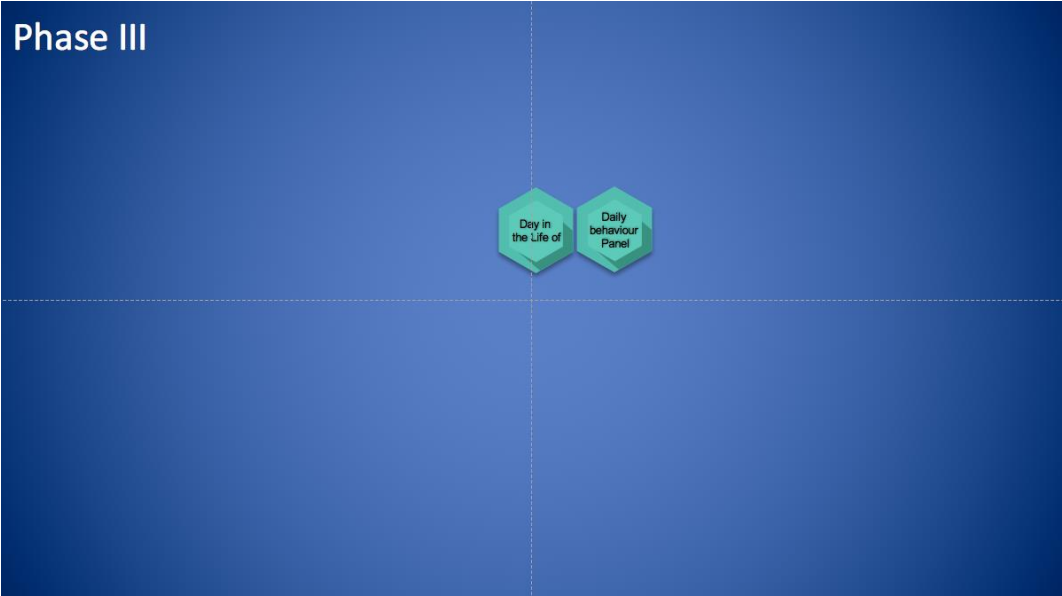 Phase III
Day in
the Life of
Daily
behaviour
Panel